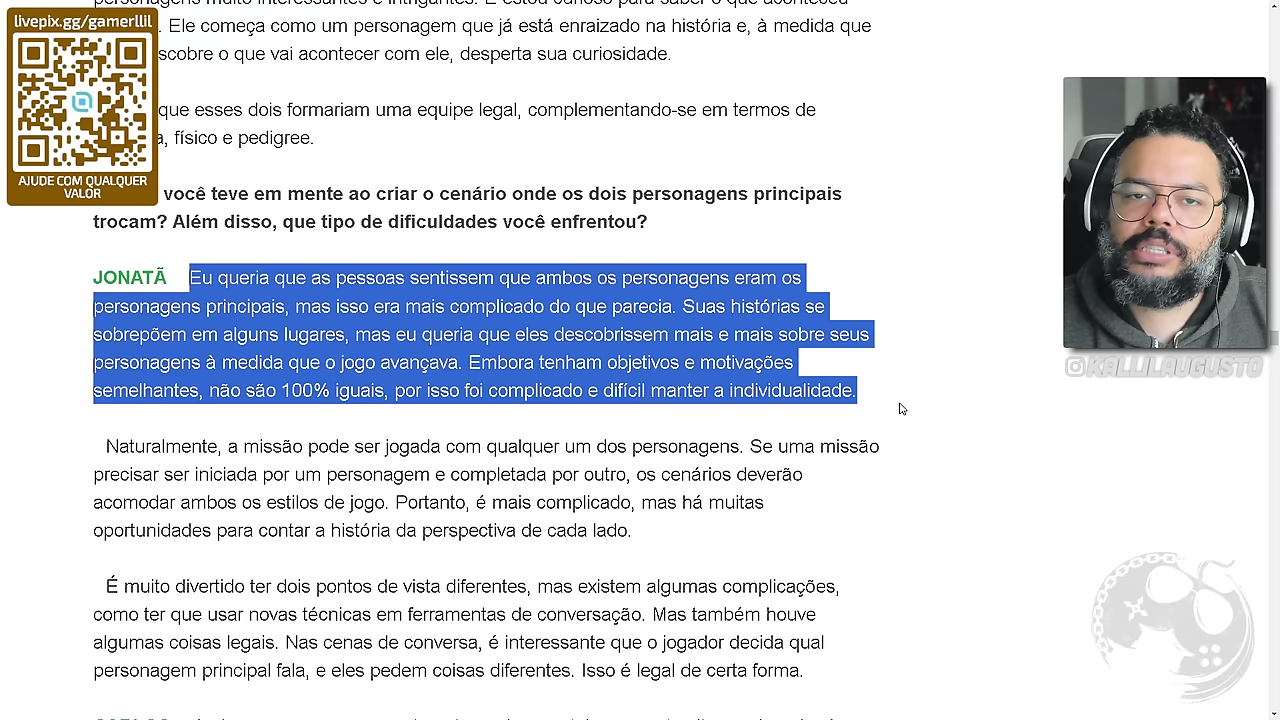 livepix.gg/gamerllil
AJUDE COM QUALQUER
VALOR
personagens muito interessantes e intrigantes. E estou curioso para saber o que aconteceu
. Ele começa como um personagem que já está enraizado na história e, à medida que
scobre o que vai acontecer com ele, desperta sua curiosidade.
que esses dois formariam uma equipe legal, complementando-se em termos de
a, físico e pedigree.
você teve em mente ao criar o cenário onde os dois personagens principais
trocam? Além disso, que tipo de dificuldades você enfrentou?
JONATÃ Eu queria que as pessoas sentissem que ambos os personagens eram os
personagens principais, mas isso era mais complicado do que parecia. Suas histórias se
sobrepõem em alguns lugares, mas eu queria que eles descobrissem mais e mais sobre seus
personagens à medida que o jogo avançava. Embora tenham objetivos e motivações
semelhantes, não são 100% iguais, por isso foi complicado e difícil manter a individualidade.
KALLILAUGUSTO
Naturalmente, a missão pode ser jogada com qualquer um dos personagens. Se uma missão
precisar ser iniciada por um personagem e completada por outro, os cenários deverão
acomodar ambos os estilos de jogo. Portanto, é mais complicado, mas há muitas
oportunidades para contar a história da perspectiva de cada lado.
É muito divertido ter dois pontos de vista diferentes, mas existem algumas complicações,
como ter que usar novas técnicas em ferramentas de conversação. Mas também houve
algumas coisas legais. Nas cenas de conversa, é interessante que o jogador decida qual
personagem principal fala, e eles pedem coisas diferentes. Isso é legal de certa forma.